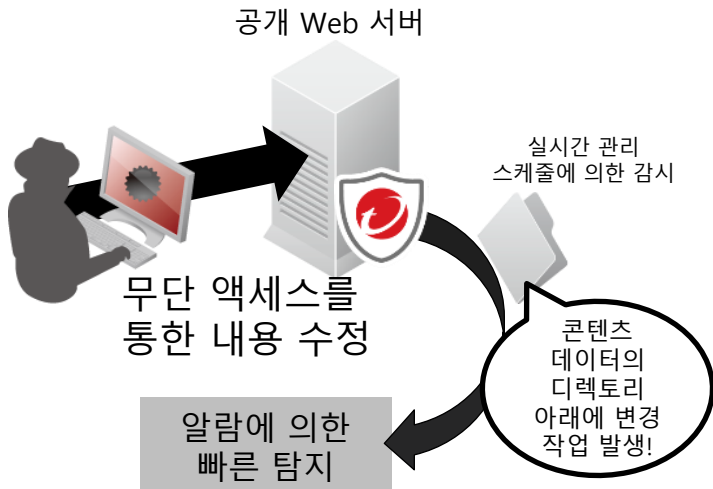 공개 Web 서버
실시간 관리
스케줄에 의한 감시
무단 액세스를
통한 내용 수정
콘텐츠
데이터의
디렉토리
아래에 변경
작업 발생!
알람에 의한
빠른 탐지